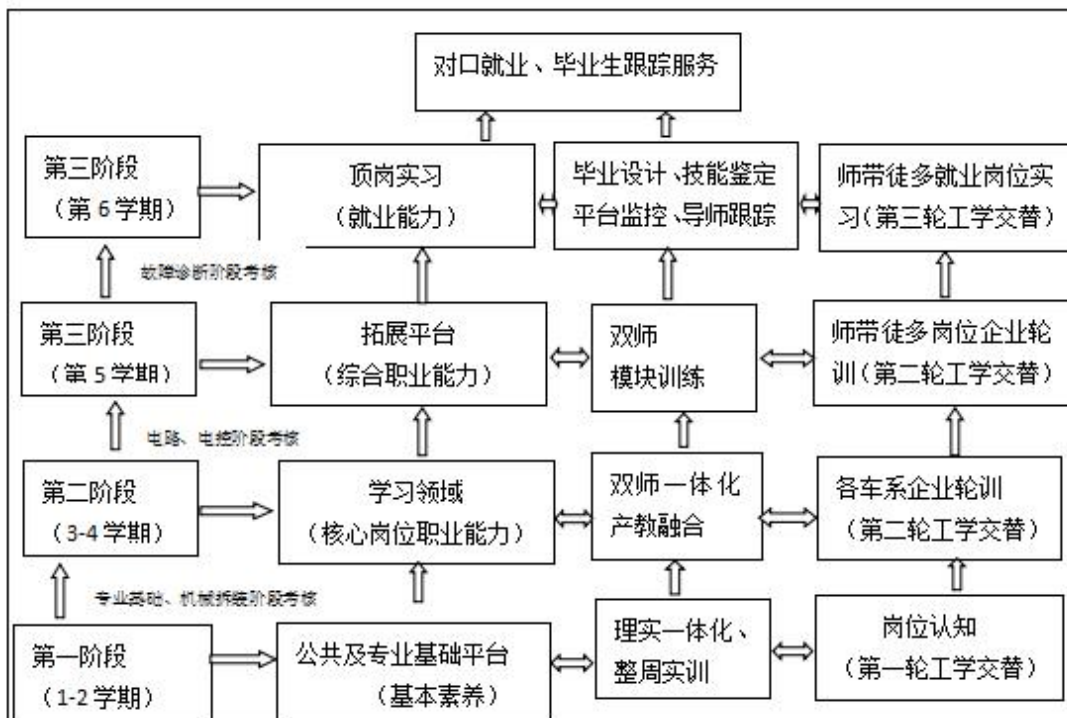 对口就业、毕业生跟踪服务
第三阶段
（第 6 学期）
顶岗实习
（就业能力）
毕业设计、技能鉴定
平台监控、导师跟踪
师带徒多就业岗位实
习（第三轮工学交替）
故障诊断阶段考核
第三阶段
（第 5 学期）
拓展平台
（综合职业能力）
双师
模块训练
师带徒多岗位企业轮
训（第二轮工学交替）
电路、电控阶段考核
第二阶段
（3-4 学期）
学习领域
（核心岗位职业能力）
双师一体化
产教融合
各车系企业轮训
（第二轮工学交替）
专业基础、机械拆装阶段考核
第一阶段
（1-2 学期）
公共及专业基础平台
（基本素养）
理实一体化、
整周实训
岗位认知
（第一轮工学交替）